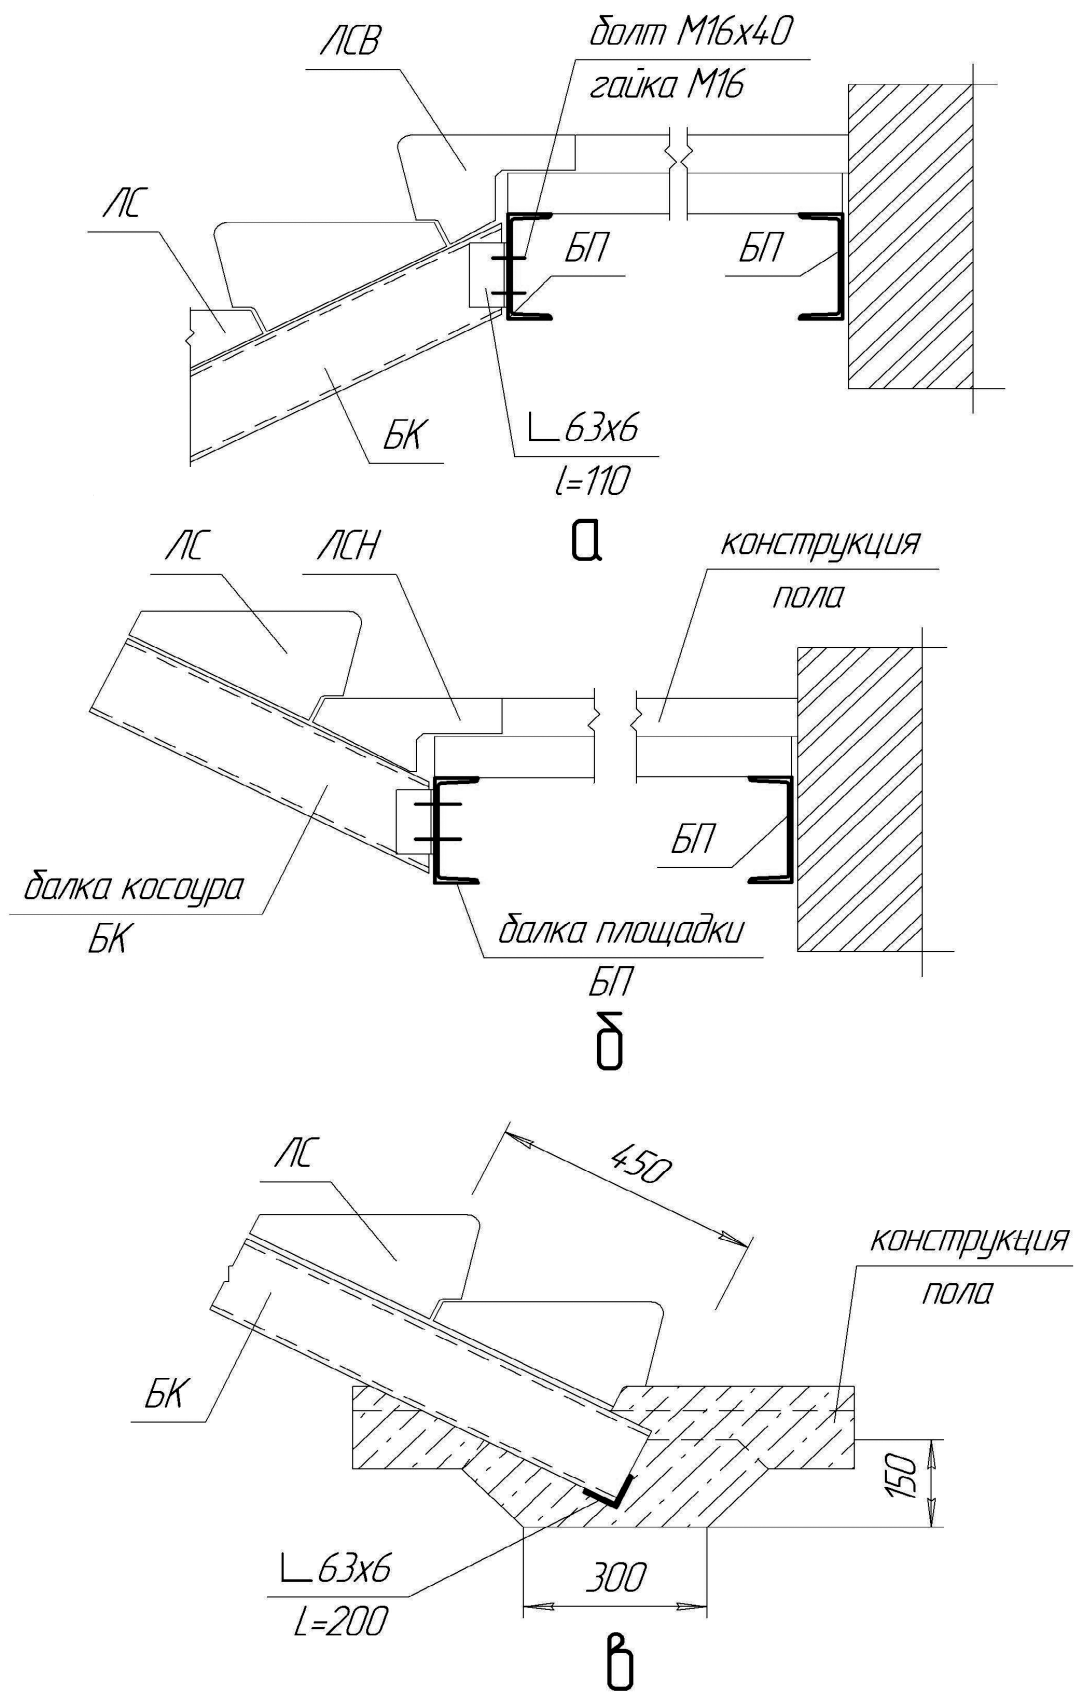 ЛСВ
болт М16х40
гайка М16
ЛС
БП
БП
БК
63х6
l=110
а
ЛС
ЛСН
конструкция
пола
БП
балка косоура
БК
балка площадки
БП
б
ЛС
450
конструкция
пола
БК
150
63х6
L=200
300
в